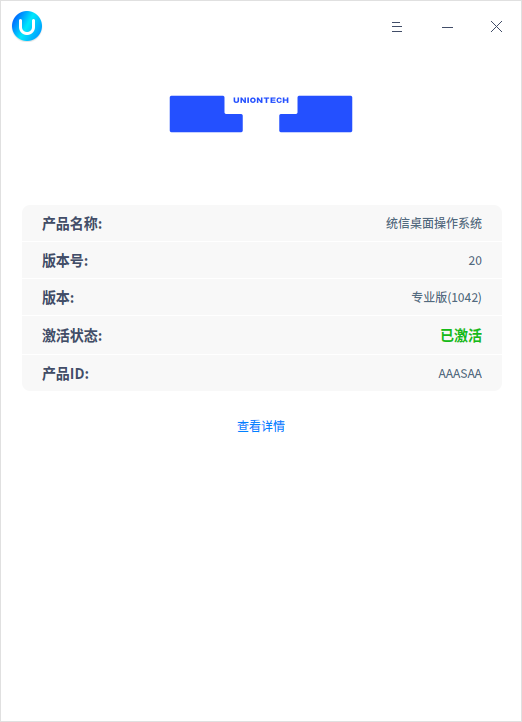 UNIONTECH
产品名称: 统信桌面操作系统
版本号: 20
版本: 专业版(1042)
激活状态: 已激活
产品ID: AAASAA
查看详情